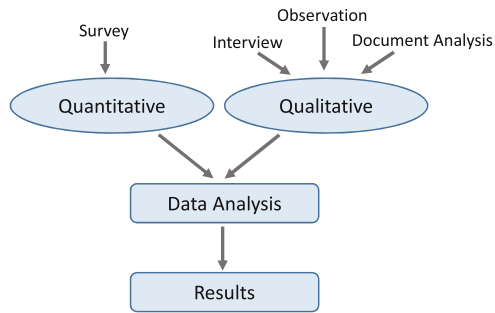 Observation
Survey
Interview
Document Analysis
Quantitative
Qualitative
Data Analysis
Results